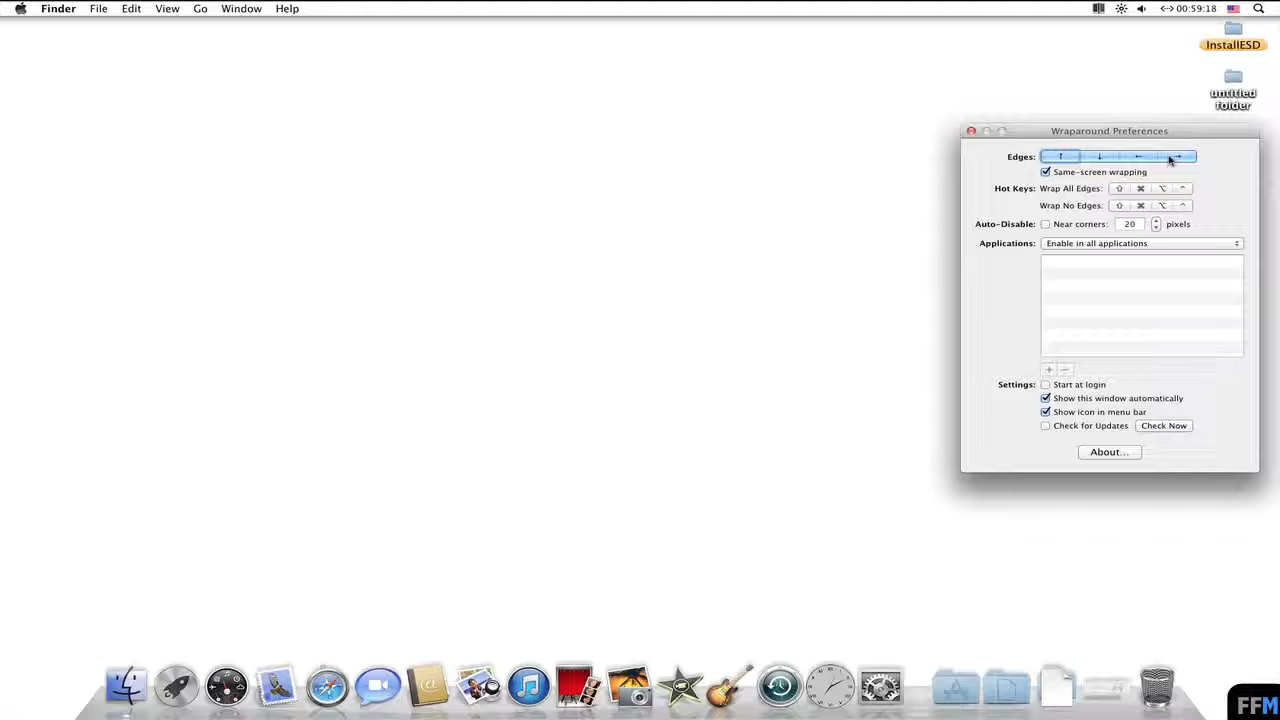 Finder File Edit View Go Window Help 00:59:18
InstallESD
untitled
folder
Wraparound Preferences
Edges: ↑ ↓ ← →
Same-screen wrapping
Hot Keys: Wrap All Edges: ⇧ ⌘ ⌥ ^
Wrap No Edges: ⇧ ⌘ ⌥ ^
Auto-Disable: Near corners: 20 pixels
Applications: Enable in all applications
+ −
Settings: Start at login
Show this window automatically
Show icon in menu bar
Check for Updates Check Now
About...
FFM